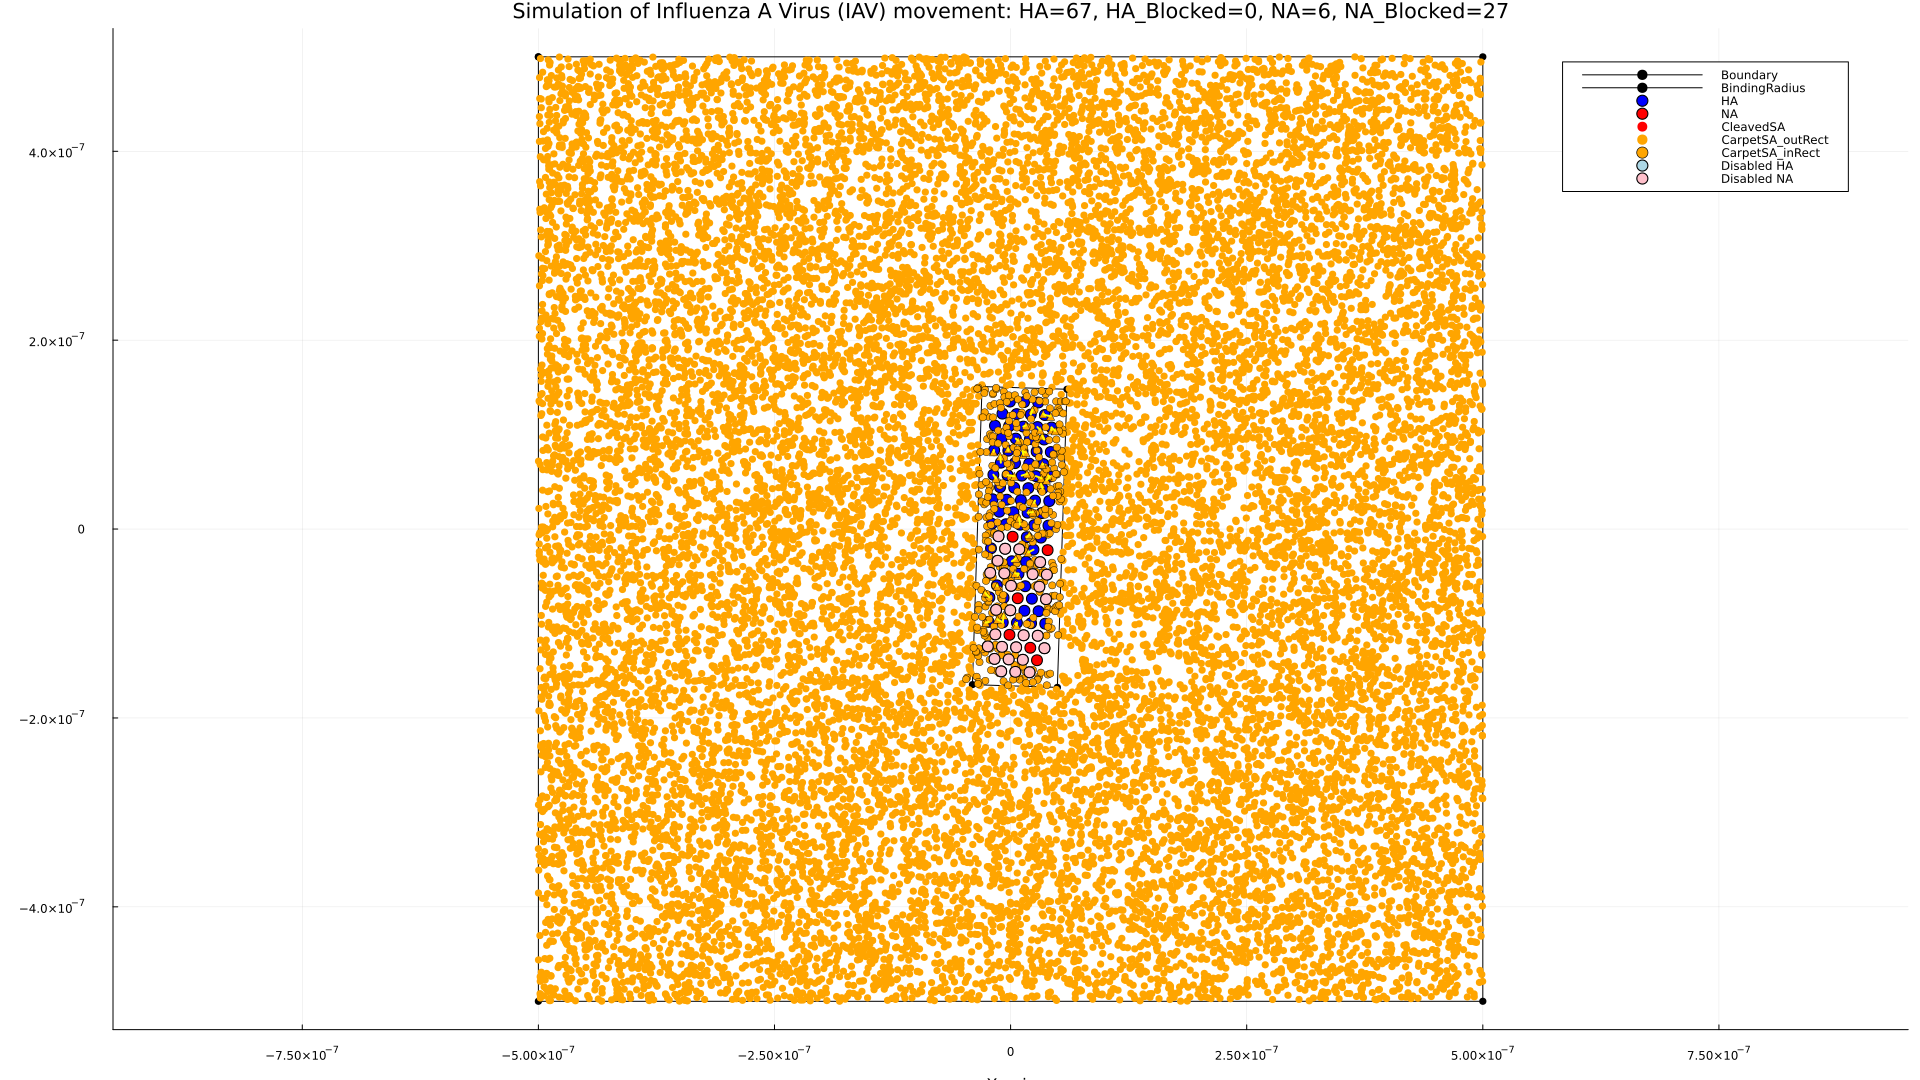 Simulation of Influenza A Virus (IAV) movement: HA=67, HA_Blocked=0, NA=6, NA_Blocked=27
Boundary
BindingRadius
HA
NA
CleavedSA
CarpetSA_outRect
CarpetSA_inRect
Disabled HA
Disabled NA
4.0×10⁻⁷
2.0×10⁻⁷
0
−2.0×10⁻⁷
−4.0×10⁻⁷
−7.50×10⁻⁷
−5.00×10⁻⁷
−2.50×10⁻⁷
0
2.50×10⁻⁷
5.00×10⁻⁷
7.50×10⁻⁷